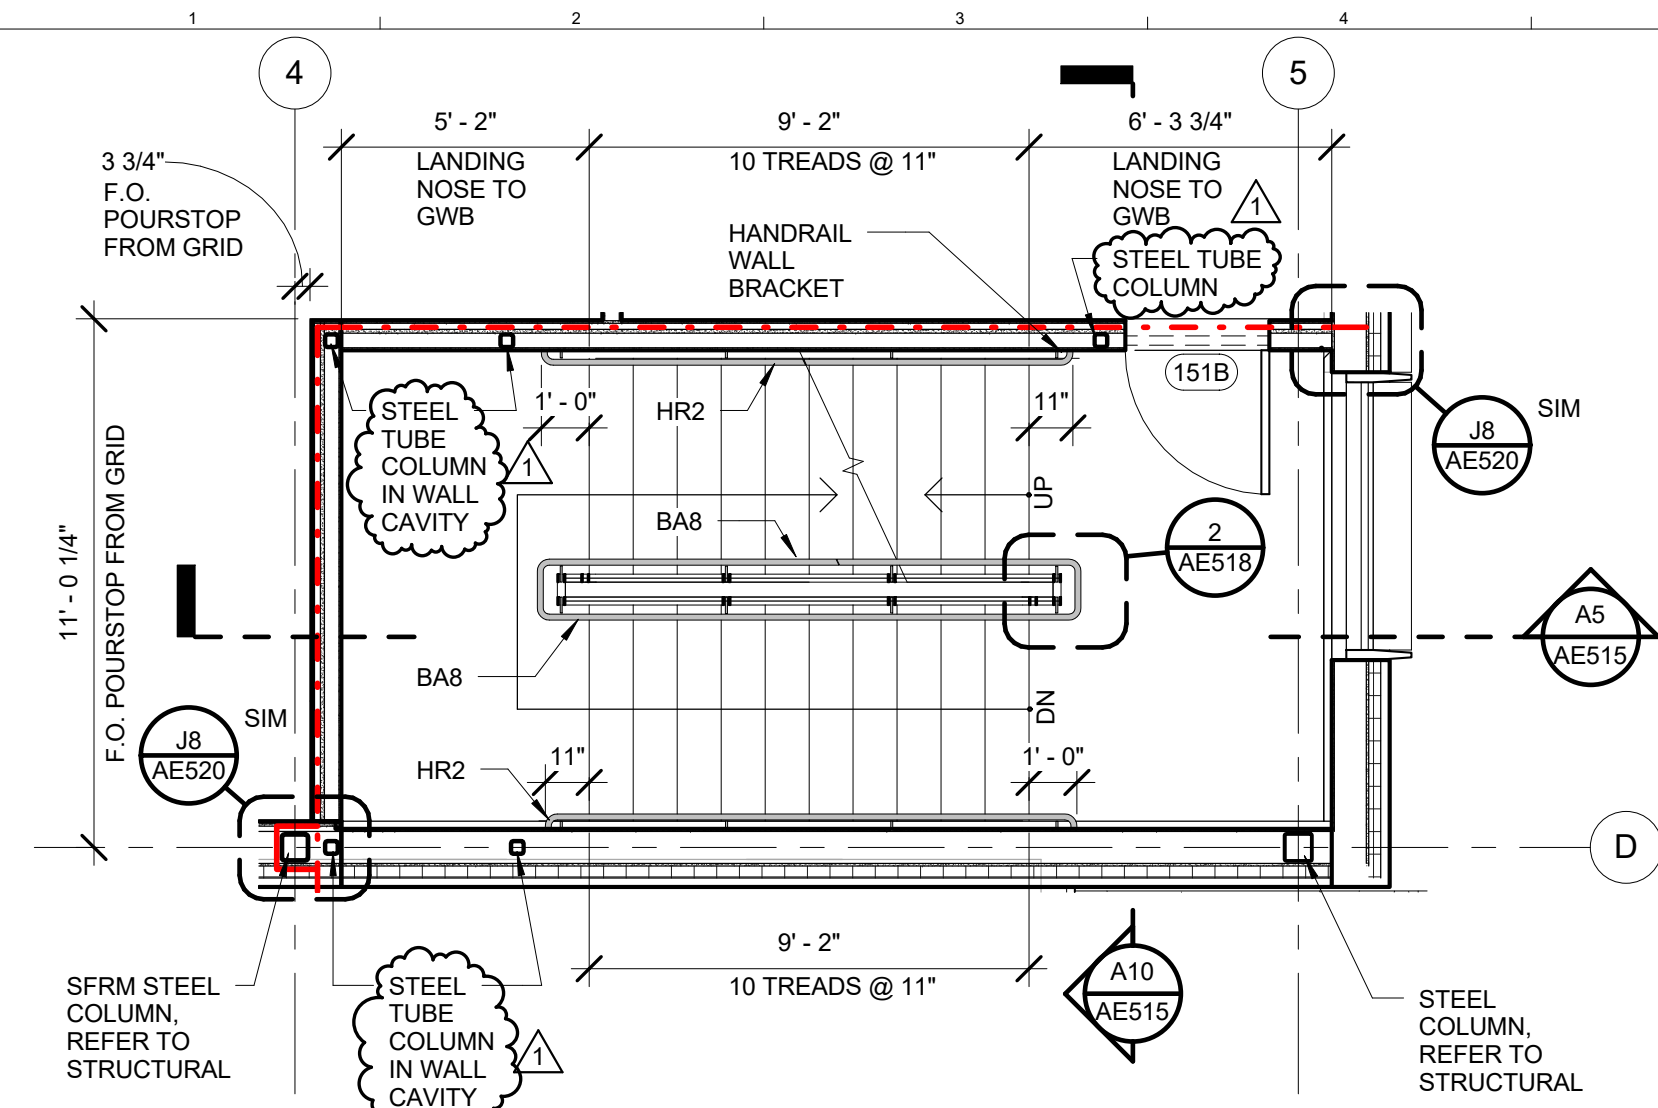 1
2
3
4
4
5
5' - 2"
9' - 2"
6' - 3 3/4"
3 3/4"
F.O.
POURSTOP
FROM GRID
LANDING
NOSE TO
GWB
10 TREADS @ 11"
LANDING
NOSE TO
GWB
1
HANDRAIL
WALL
BRACKET
STEEL TUBE
COLUMN
151B
STEEL
TUBE
COLUMN
IN WALL
CAVITY
1
1' - 0"
HR2
11"
SIM
J8
AE520
UP
BA8
2
AE518
11' - 0 1/4"
F.O. POURSTOP FROM GRID
A5
AE515
BA8
DN
SIM
J8
AE520
HR2
11"
1' - 0"
D
9' - 2"
10 TREADS @ 11"
A10
AE515
SFRM STEEL
COLUMN,
REFER TO
STRUCTURAL
STEEL
TUBE
COLUMN
IN WALL
CAVITY
1
STEEL
COLUMN,
REFER TO
STRUCTURAL